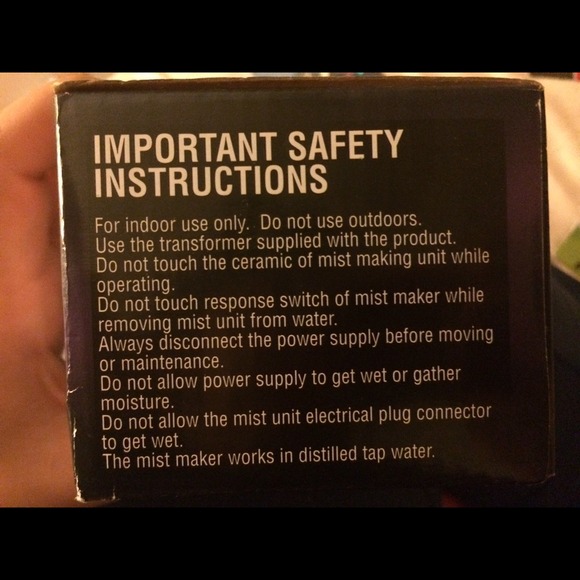 IMPORTANT SAFETY
INSTRUCTIONS
For indoor use only. Do not use outdoors.
Use the transformer supplied with the product.
Do not touch the ceramic of mist making unit while
operating.
Do not touch response switch of mist maker while
removing mist unit from water.
Always disconnect the power supply before moving
or maintenance.
Do not allow power supply to get wet or gather
moisture.
Do not allow the mist unit electrical plug connector
to get wet.
The mist maker works in distilled tap water.